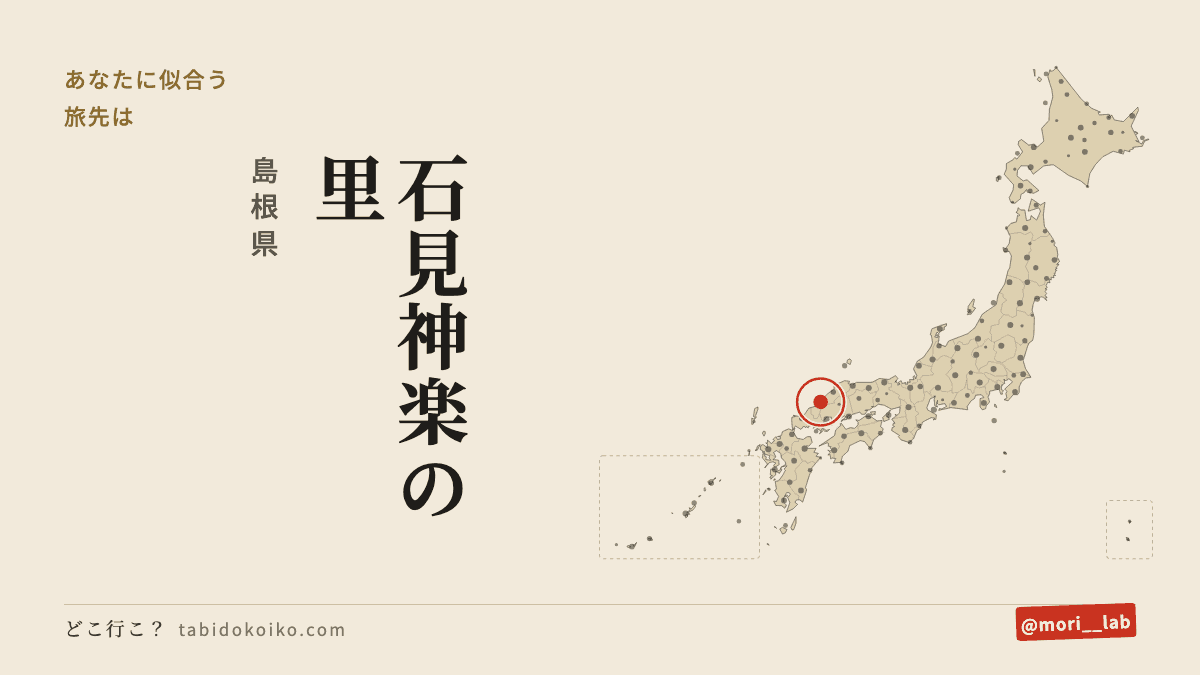 あなたに似合う
旅先は
石見神楽の
里
島根県
どこ行こ？ tabidokoiko.com
@mori__lab